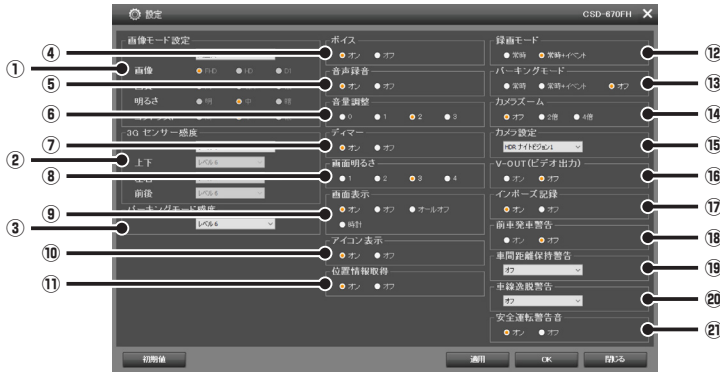 設定
CSD-670FH
画像モード設定
画像 FHD HD D1
明るさ 明 中 暗
3G センサー感度
上下 レベル6
前後 レベル6
パーキングモード感度
レベル6
ボイス
オン オフ
音声録音
オン オフ
音量調整
0 1 2 3
ディマー
オン オフ
画面明るさ
1 2 3 4
画面表示
オン オフ オールオフ
時計
アイコン表示
オン オフ
位置情報取得
オン オフ
録画モード
常時 常時+イベント
パーキングモード
常時 常時+イベント オフ
カメラズーム
オフ 2倍 4倍
カメラ設定
HDR ナイトビジョン1
V-OUT(ビデオ出力)
オン オフ
インポーズ記録
オン オフ
前車発車警告
オン オフ
車間距離保持警告
オフ
車線逸脱警告
オフ
安全運転警告音
オン オフ
初期値 適用 OK 閉じる
①
②
③
④
⑤
⑥
⑦
⑧
⑨
⑩
⑪
⑫
⑬
⑭
⑮
⑯
⑰
⑱
⑲
⑳
㉑